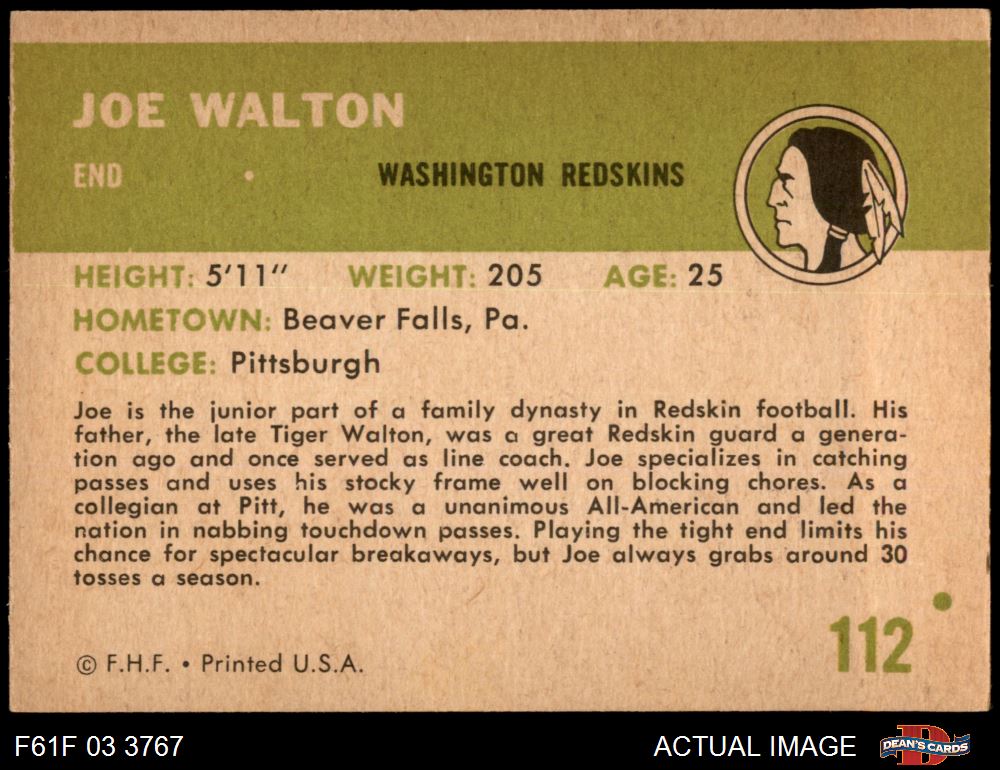 JOE WALTON
END • WASHINGTON REDSKINS
HEIGHT: 5'11" WEIGHT: 205 AGE: 25
HOMETOWN: Beaver Falls, Pa.
COLLEGE: Pittsburgh
Joe is the junior part of a family dynasty in Redskin football. His
father, the late Tiger Walton, was a great Redskin guard a genera-
tion ago and once served as line coach. Joe specializes in catching
passes and uses his stocky frame well on blocking chores. As a
collegian at Pitt, he was a unanimous All-American and led the
nation in nabbing touchdown passes. Playing the tight end limits his
chance for spectacular breakaways, but Joe always grabs around 30
tosses a season.
112
© F.H.F. • Printed U.S.A.
F61F 03 3767
ACTUAL IMAGE
D
DEAN'S CARDS